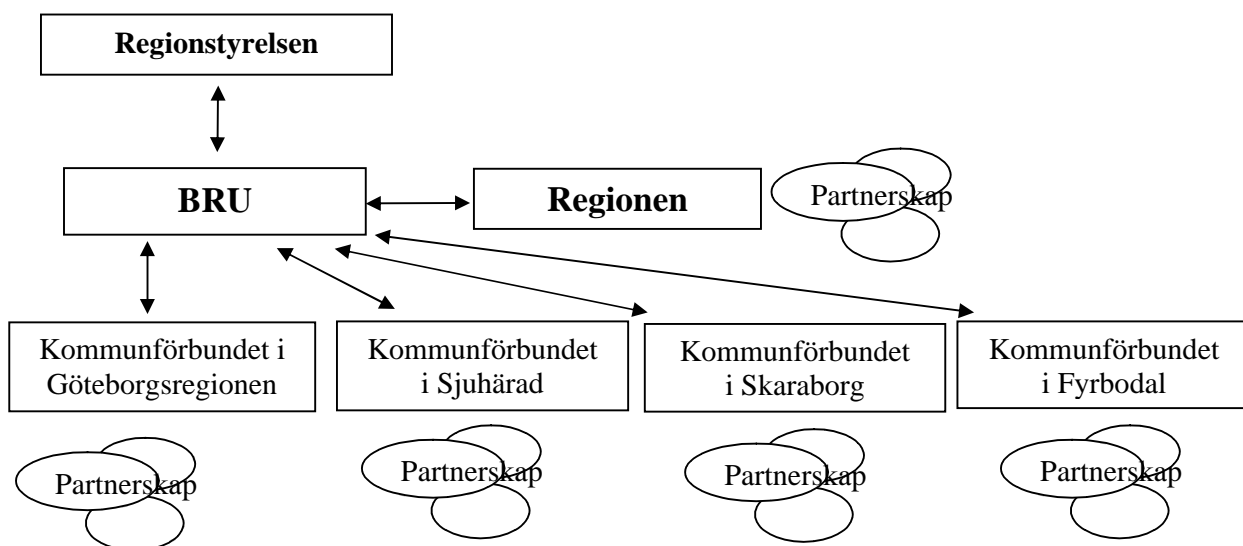 Regionstyrelsen
BRU
Regionen
Partnerskap
Kommunförbundet i
Göteborgsregionen
Kommunförbundet
i Sjuhärad
Kommunförbundet
i Skaraborg
Kommunförbundet
i Fyrbodal
Partnerskap
Partnerskap
Partnerskap
Partnerskap